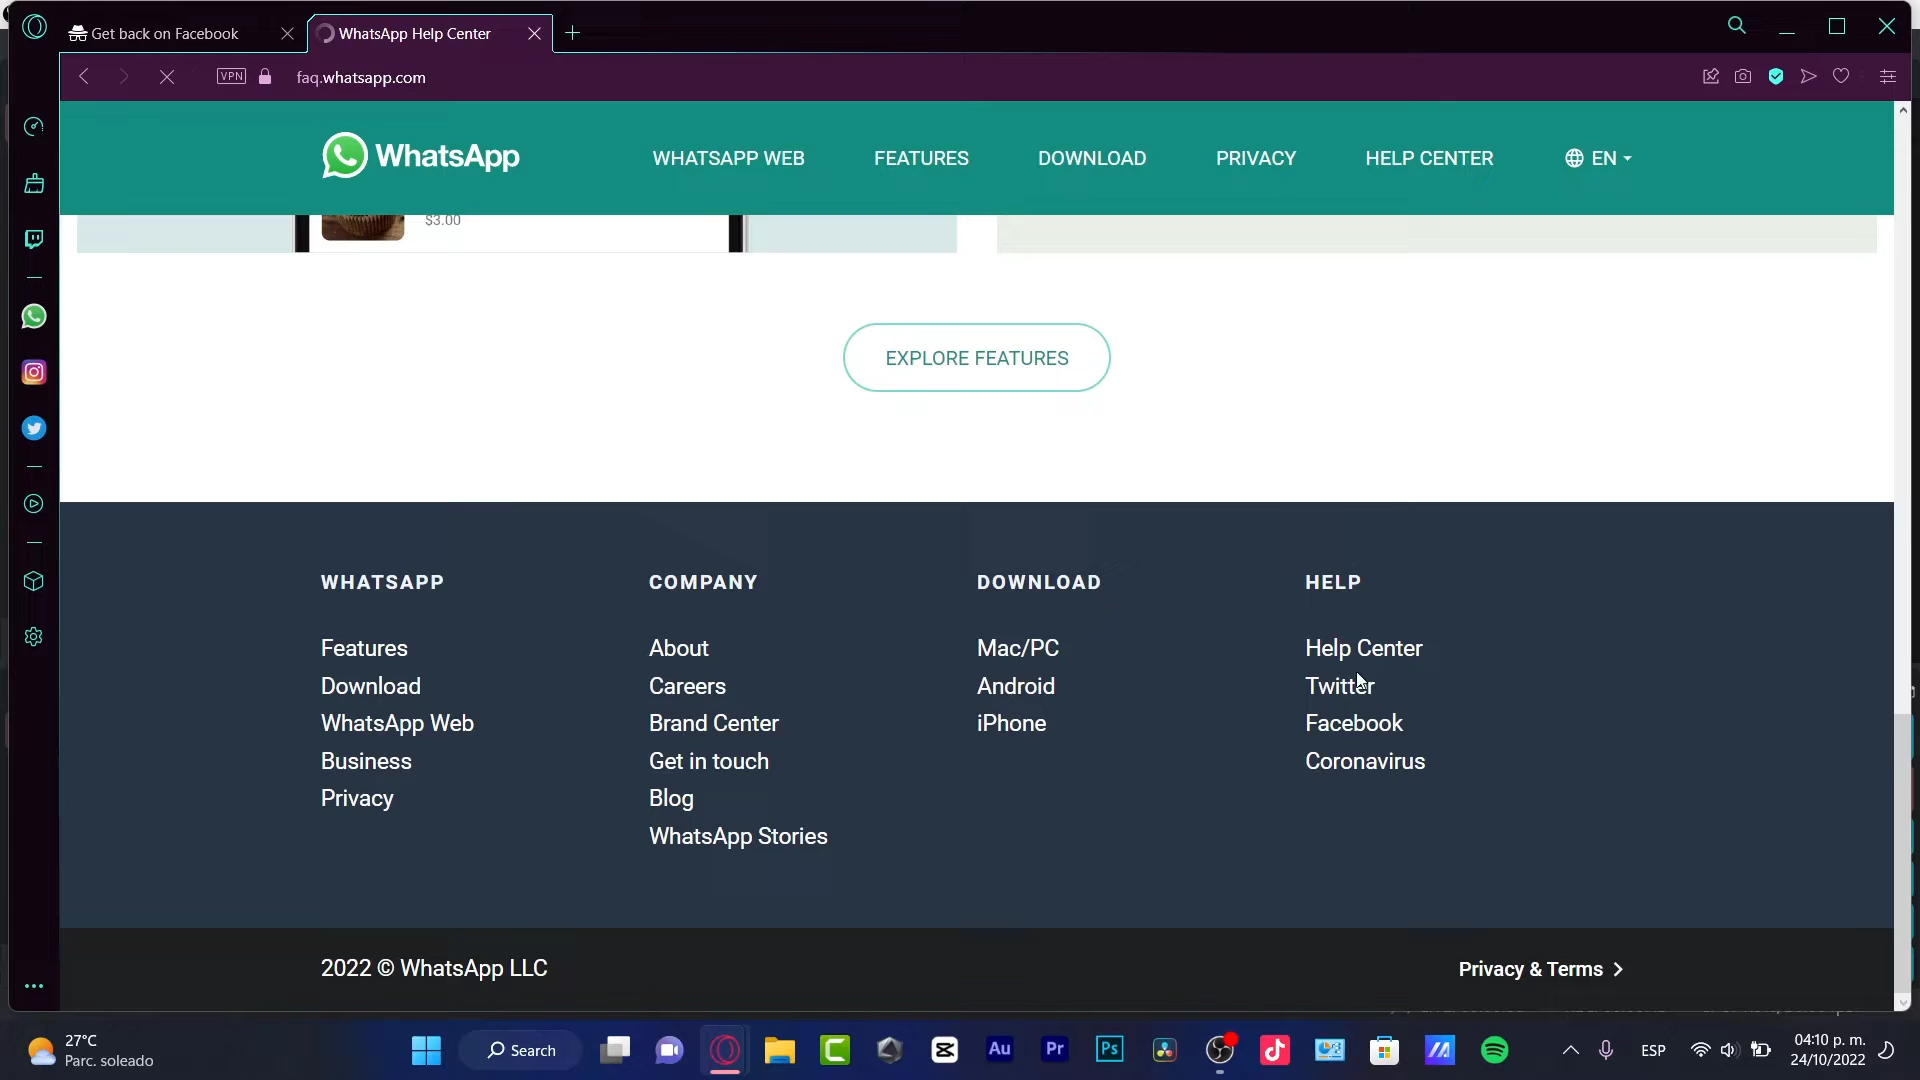 Get back on Facebook
WhatsApp Help Center
VPN
faq.whatsapp.com
WhatsApp
WHATSAPP WEB
FEATURES
DOWNLOAD
PRIVACY
HELP CENTER
EN
$3.00
EXPLORE FEATURES
WHATSAPP
Features
Download
WhatsApp Web
Business
Privacy
COMPANY
About
Careers
Brand Center
Get in touch
Blog
WhatsApp Stories
DOWNLOAD
Mac/PC
Android
iPhone
HELP
Help Center
Twitter
Facebook
Coronavirus
2022 © WhatsApp LLC
Privacy & Terms
27°C
Parc. soleado
Search
Au
Pr
Ps
ESP
04:10 p. m.
24/10/2022